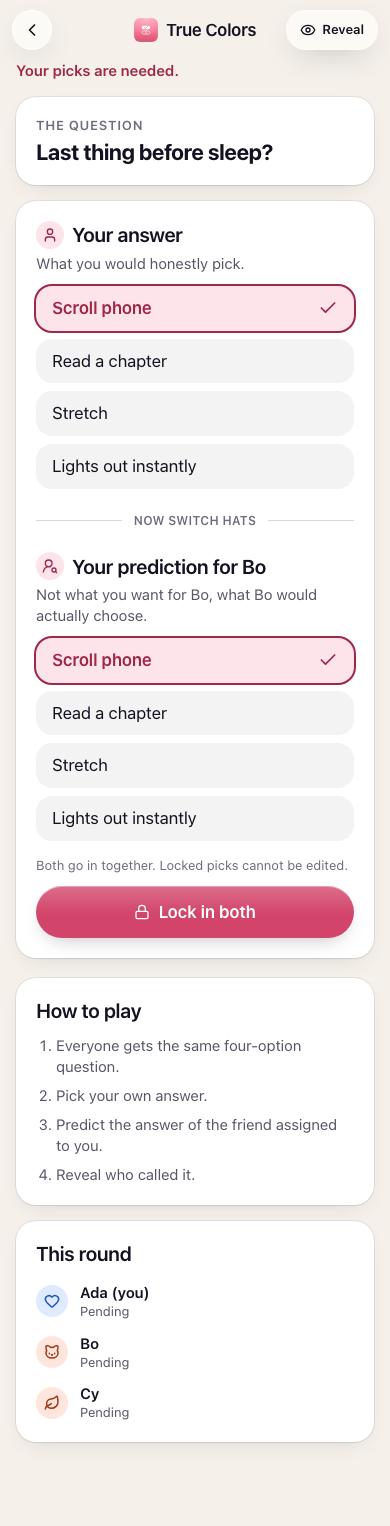 True Colors
Reveal
Your picks are needed.
THE QUESTION
Last thing before sleep?
Your answer
What you would honestly pick.
Scroll phone
Read a chapter
Stretch
Lights out instantly
NOW SWITCH HATS
Your prediction for Bo
Not what you want for Bo, what Bo would
actually choose.
Scroll phone
Read a chapter
Stretch
Lights out instantly
Both go in together. Locked picks cannot be edited.
Lock in both
How to play
1. Everyone gets the same four-option
question.
2. Pick your own answer.
3. Predict the answer of the friend assigned
to you.
4. Reveal who called it.
This round
Ada (you)
Pending
Bo
Pending
Cy
Pending